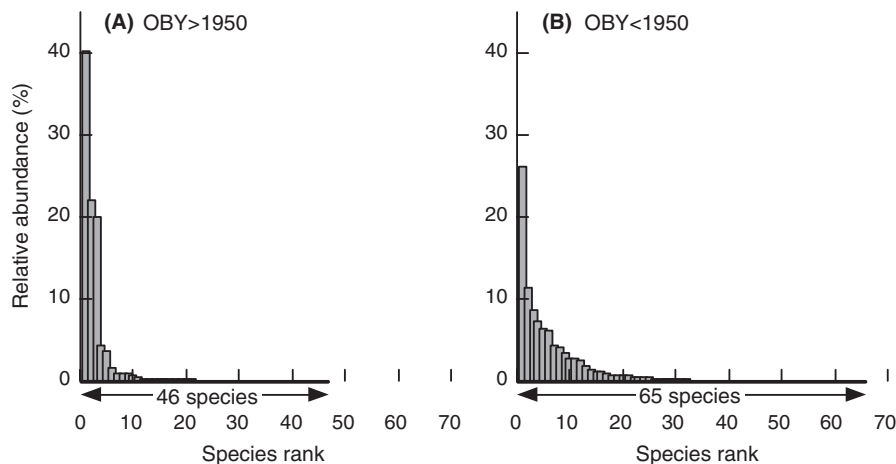 (A) OBY>1950
Relative abundance (%)
40
30
20
10
0
46 species
0 10 20 30 40 50 60 70
Species rank
(B) OBY<1950
40
30
20
10
0
65 species
0 10 20 30 40 50 60 70
Species rank